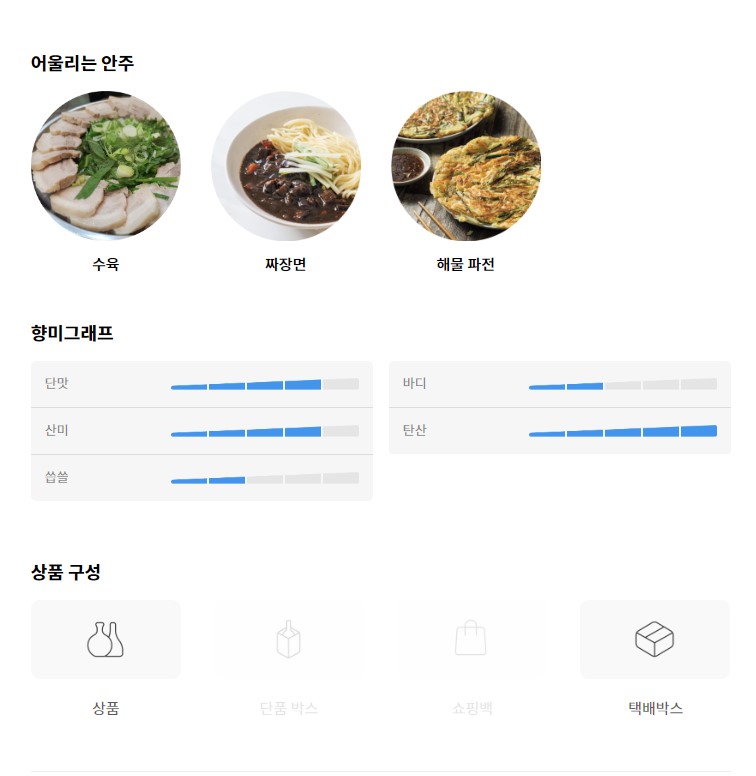 어울리는 안주
수육
짜장면
해물 파전
향미그래프
단맛
바디
산미
탄산
씁쓸
상품 구성
상품
단품 박스
쇼핑백
택배박스